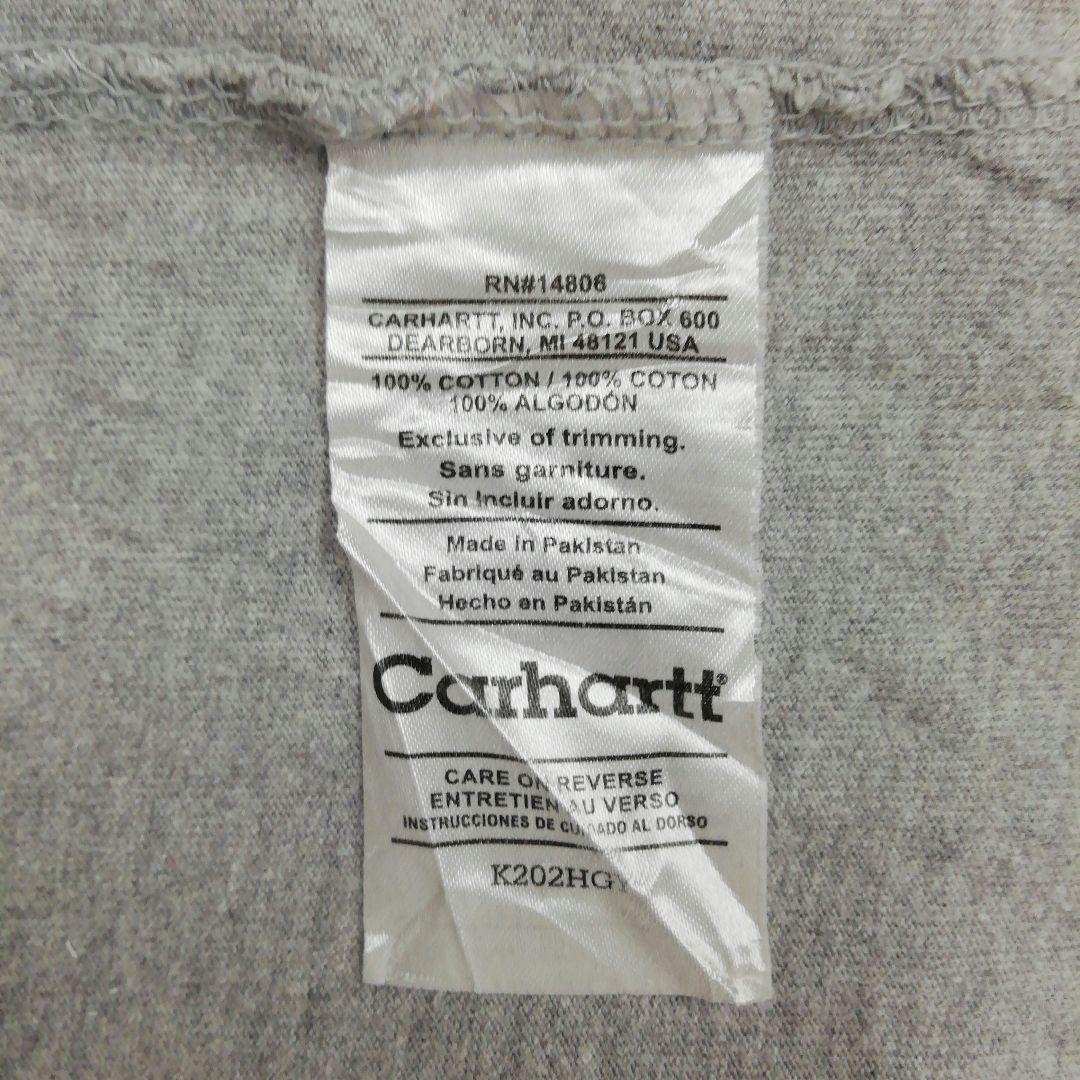 RN#14806
CARHARTT, INC. P.O. BOX 600
DEARBORN, MI 48121 USA
100% COTTON / 100% COTON
100% ALGODÓN
Exclusive of trimming.
Sans garniture.
Sin Incluir adorno.
Made in Pakistan
Fabriqué au Pakistan
Hecho en Pakistán
Carhartt®
CARE ON REVERSE
ENTRETIEN AU VERSO
INSTRUCCIONES DE CUIDADO AL DORSO
K202HGY